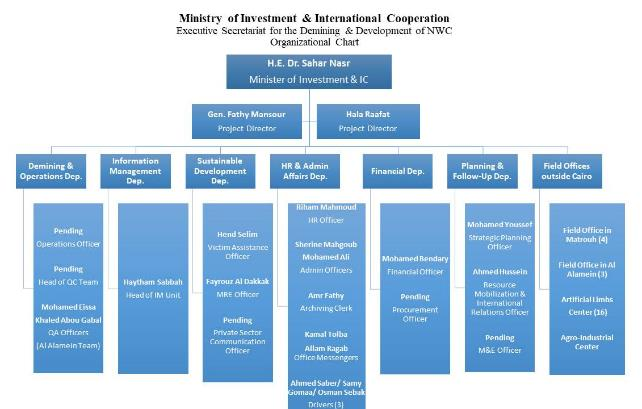 Ministry of Investment & International Cooperation
Executive Secretariat for the Demining & Development of NWC
Organizational Chart
H.E. Dr. Sahar Nasr
Minister of Investment & IC
Gen. Fathy Mansour
Project Director
Hala Raafat
Project Director
Demining &
Operations Dep.
Information
Management
Dep.
Sustainable
Development
Dep.
HR & Admin
Affairs Dep.
Financial Dep.
Planning &
Follow-Up Dep.
Field Offices
outside Cairo
Pending
Operations Officer
Pending
Head of QC Team
Mohamed Eissa
Khaled Abou Gabal
QA Officers
(Al Alamein Team)
Haytham Sabbah
Head of IM Unit
Hend Selim
Victim Assistance
Officer
Fayrouz Al Dakkak
MRE Officer
Pending
Private Sector
Communication
Officer
Riham Mahmoud
HR Officer
Sherine Mahgoub
Mohamed Ali
Admin Officers
Amr Fathy
Archiving Clerk
Kamal Tolba
Allam Ragab
Office Messengers
Ahmed Saber/ Samy
Gomaa/ Osman Sebak
Drivers (3)
Mohamed Bendary
Financial Officer
Pending
Procurement
Officer
Mohamed Youssef
Strategic Planning
Officer
Ahmed Hussein
Resource
Mobilization &
International
Relations Officer
Pending
M&E Officer
Field Office in
Matrouh (4)
Field Office in Al
Alamein (3)
Artificial Limbs
Center (16)
Agro-Industrial
Center